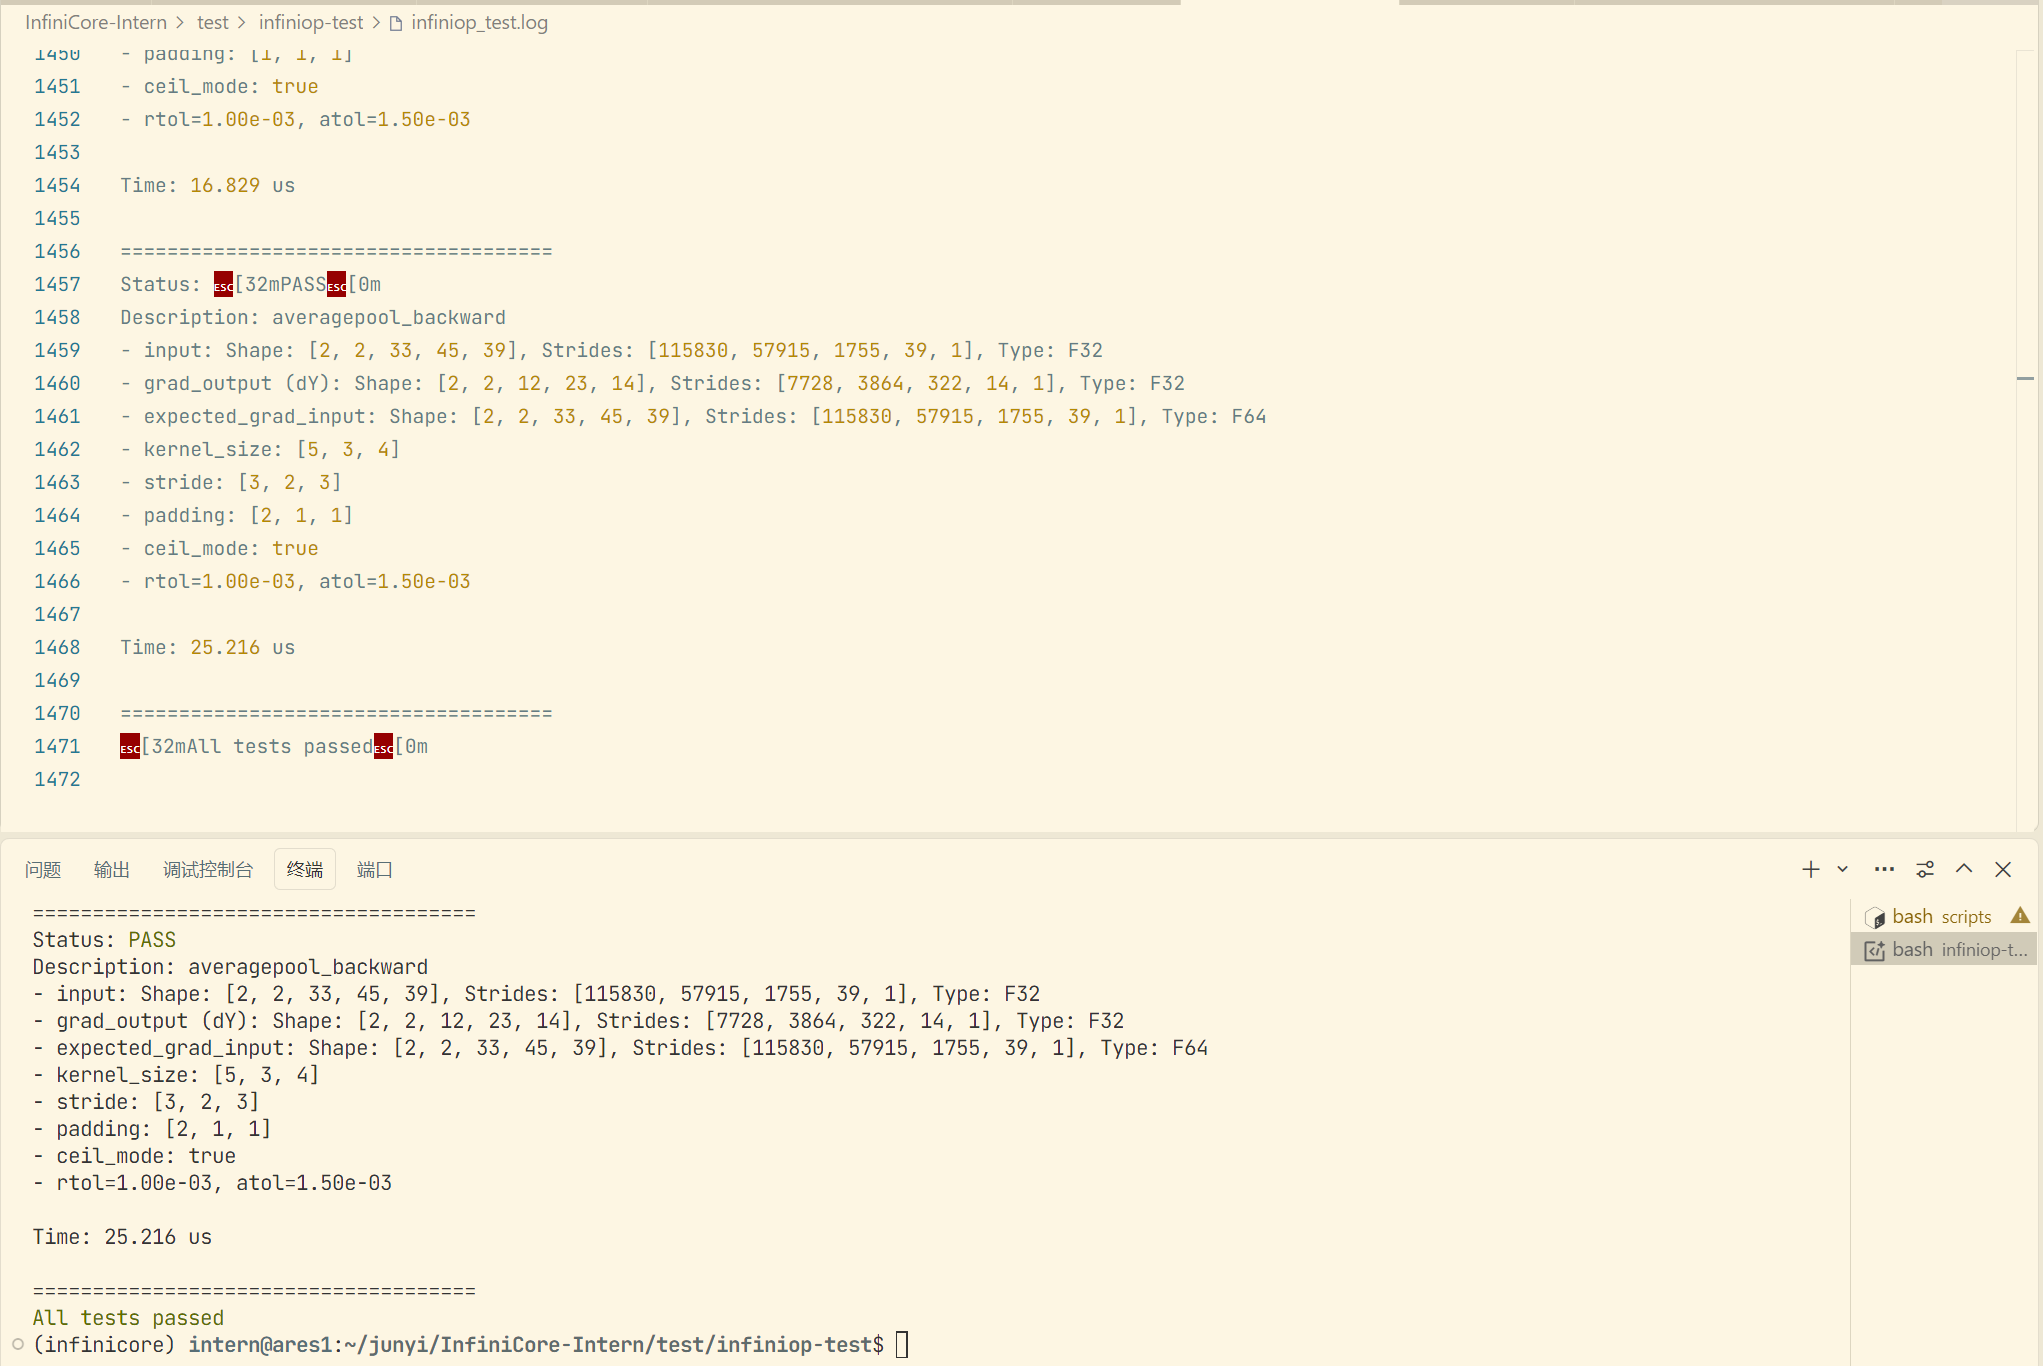 InfiniCore-Intern > test > infiniop-test > infiniop_test.log
1450 - padding: [1, 1, 1]
1451 - ceil_mode: true
1452 - rtol=1.00e-03, atol=1.50e-03
1453
1454 Time: 16.829 us
1455
1456 =====================================
1457 Status: ESC[32mPASSESC[0m
1458 Description: averagepool_backward
1459 - input: Shape: [2, 2, 33, 45, 39], Strides: [115830, 57915, 1755, 39, 1], Type: F32
1460 - grad_output (dY): Shape: [2, 2, 12, 23, 14], Strides: [7728, 3864, 322, 14, 1], Type: F32
1461 - expected_grad_input: Shape: [2, 2, 33, 45, 39], Strides: [115830, 57915, 1755, 39, 1], Type: F64
1462 - kernel_size: [5, 3, 4]
1463 - stride: [3, 2, 3]
1464 - padding: [2, 1, 1]
1465 - ceil_mode: true
1466 - rtol=1.00e-03, atol=1.50e-03
1467
1468 Time: 25.216 us
1469
1470 =====================================
1471 ESC[32mAll tests passedESC[0m
1472
问题 输出 调试控制台 终端 端口
=====================================
Status: PASS
Description: averagepool_backward
- input: Shape: [2, 2, 33, 45, 39], Strides: [115830, 57915, 1755, 39, 1], Type: F32
- grad_output (dY): Shape: [2, 2, 12, 23, 14], Strides: [7728, 3864, 322, 14, 1], Type: F32
- expected_grad_input: Shape: [2, 2, 33, 45, 39], Strides: [115830, 57915, 1755, 39, 1], Type: F64
- kernel_size: [5, 3, 4]
- stride: [3, 2, 3]
- padding: [2, 1, 1]
- ceil_mode: true
- rtol=1.00e-03, atol=1.50e-03
Time: 25.216 us
=====================================
All tests passed
(infinicore) intern@ares1:~/junyi/InfiniCore-Intern/test/infiniop-test$
bash scripts
bash infiniop-t...